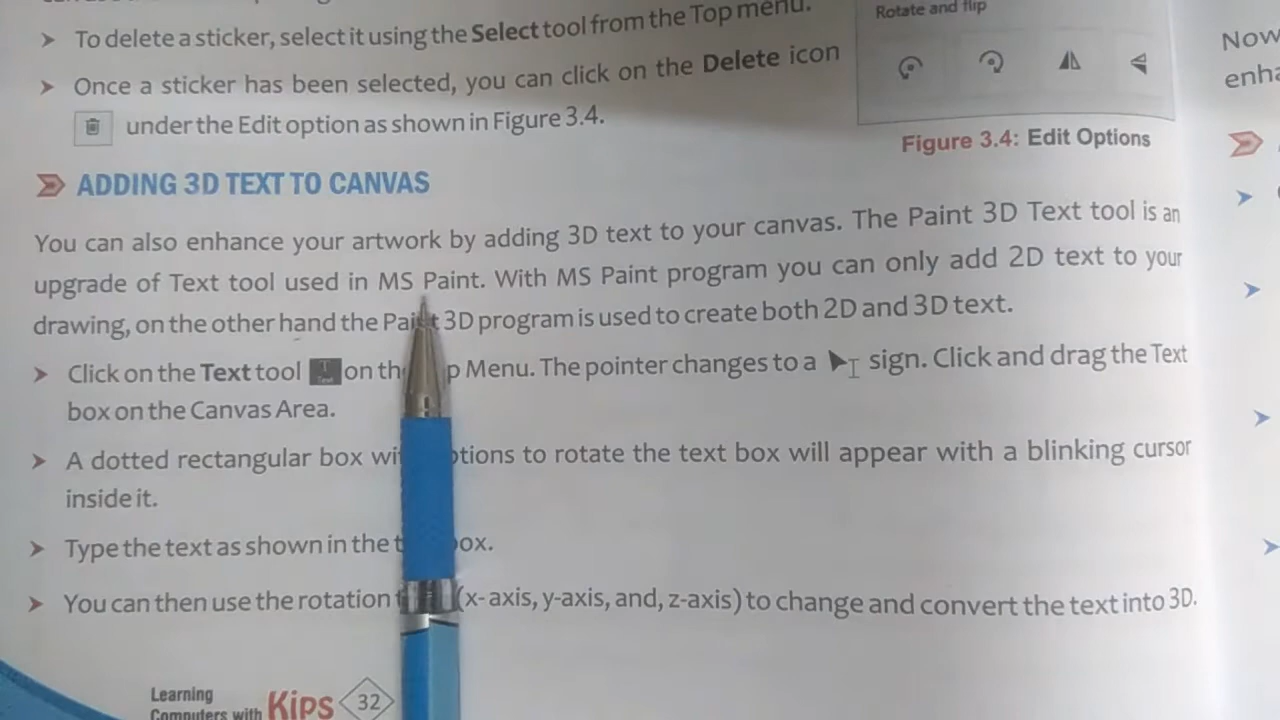 To delete a sticker, select it using the Select tool from the Top menu.
Once a sticker has been selected, you can click on the Delete icon
under the Edit option as shown in Figure 3.4.
Rotate and flip
Figure 3.4: Edit Options
ADDING 3D TEXT TO CANVAS
You can also enhance your artwork by adding 3D text to your canvas. The Paint 3D Text tool is an
upgrade of Text tool used in MS Paint. With MS Paint program you can only add 2D text to your
drawing, on the other hand the Paint 3D program is used to create both 2D and 3D text.
Click on the Text tool on the p Menu. The pointer changes to a sign. Click and drag the Text
box on the Canvas Area.
A dotted rectangular box wi tions to rotate the text box will appear with a blinking cursor
inside it.
Type the text as shown in the t ox.
You can then use the rotation (x-axis, y-axis, and, z-axis) to change and convert the text into 3D.
Learning
Computers with Kips 32
Now